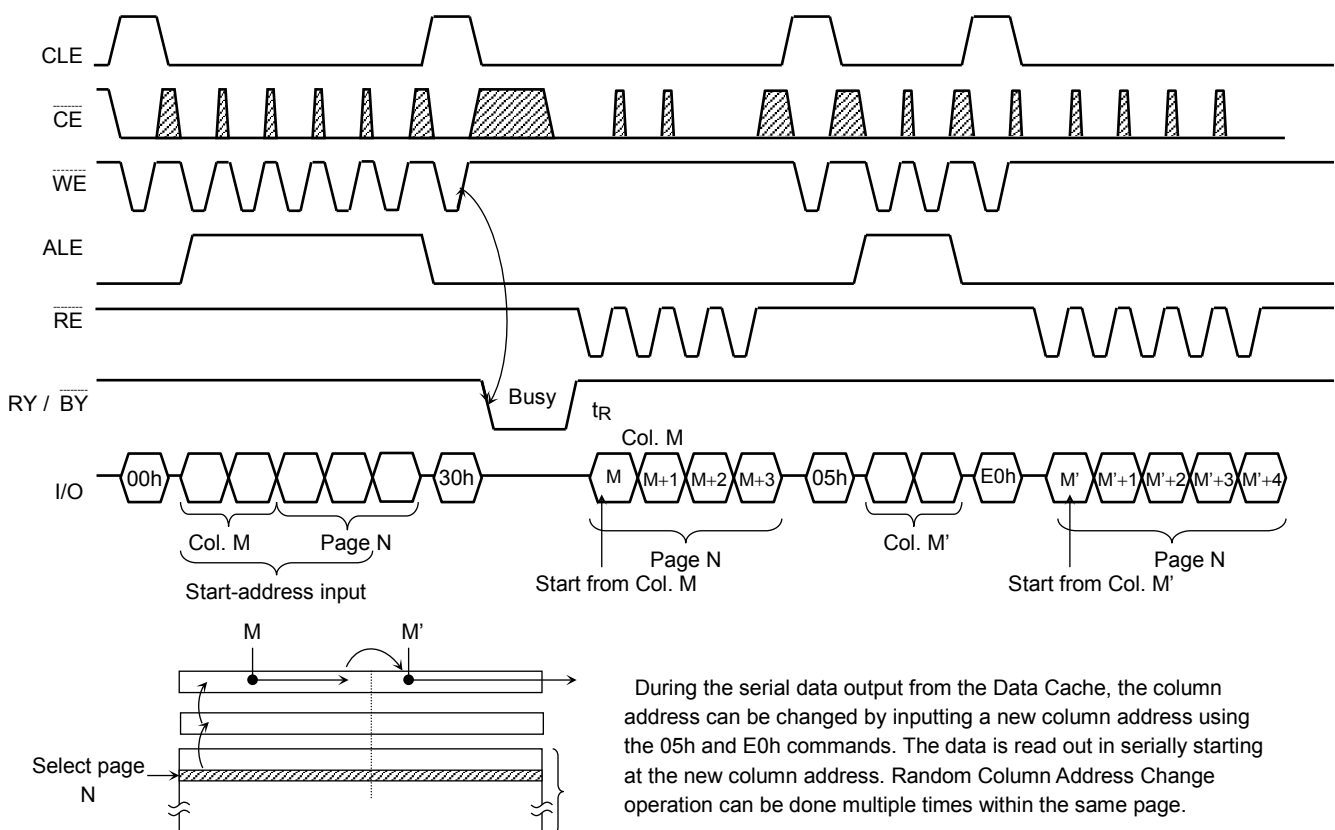 CLE
CE
WE
ALE
RE
RY / BY
Busy
tR
Col. M
I/O
00h
30h
M
M+1
M+2
M+3
05h
E0h
M'
M'+1
M'+2
M'+3
M'+4
Col. M
Page N
Page N
Col. M’
Page N
Start-address input
Start from Col. M
Start from Col. M’
M
M’
Select page
N
During the serial data output from the Data Cache, the column
address can be changed by inputting a new column address using
the 05h and E0h commands. The data is read out in serially starting
at the new column address. Random Column Address Change
operation can be done multiple times within the same page.